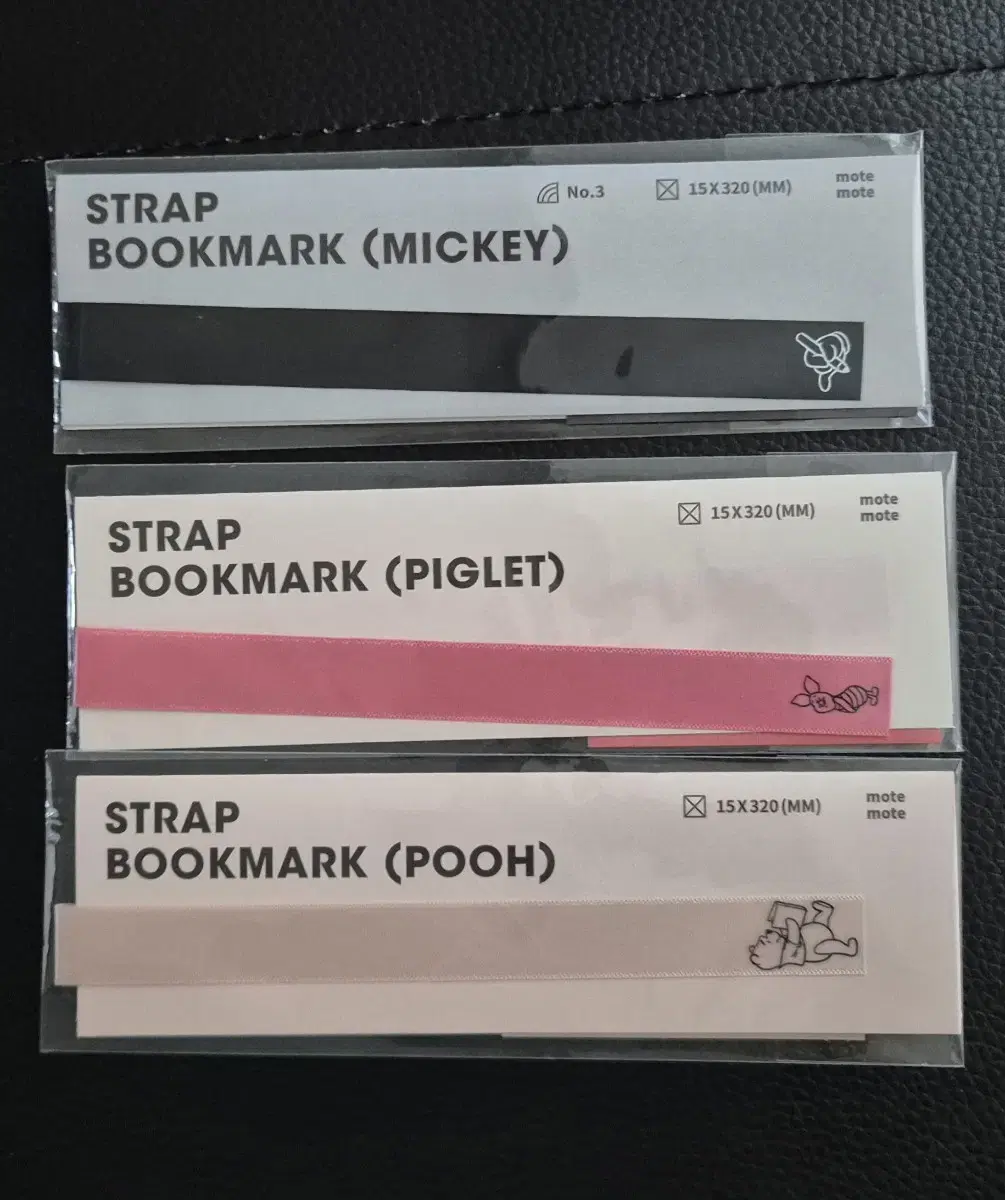 STRAP
BOOKMARK (MICKEY)
No.3
15X320(MM)
mote
mote
STRAP
BOOKMARK (PIGLET)
15X320(MM)
mote
mote
STRAP
BOOKMARK (POOH)
15X320(MM)
mote
mote